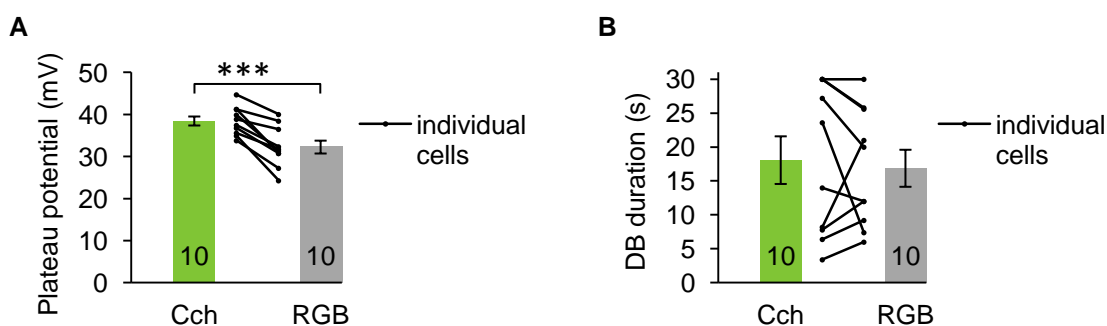 A
Plateau potential (mV)
50
40
30
20
10
0
***
10
10
Cch
RGB
individual
cells
B
DB duration (s)
30
25
20
15
10
5
0
10
10
Cch
RGB
individual
cells